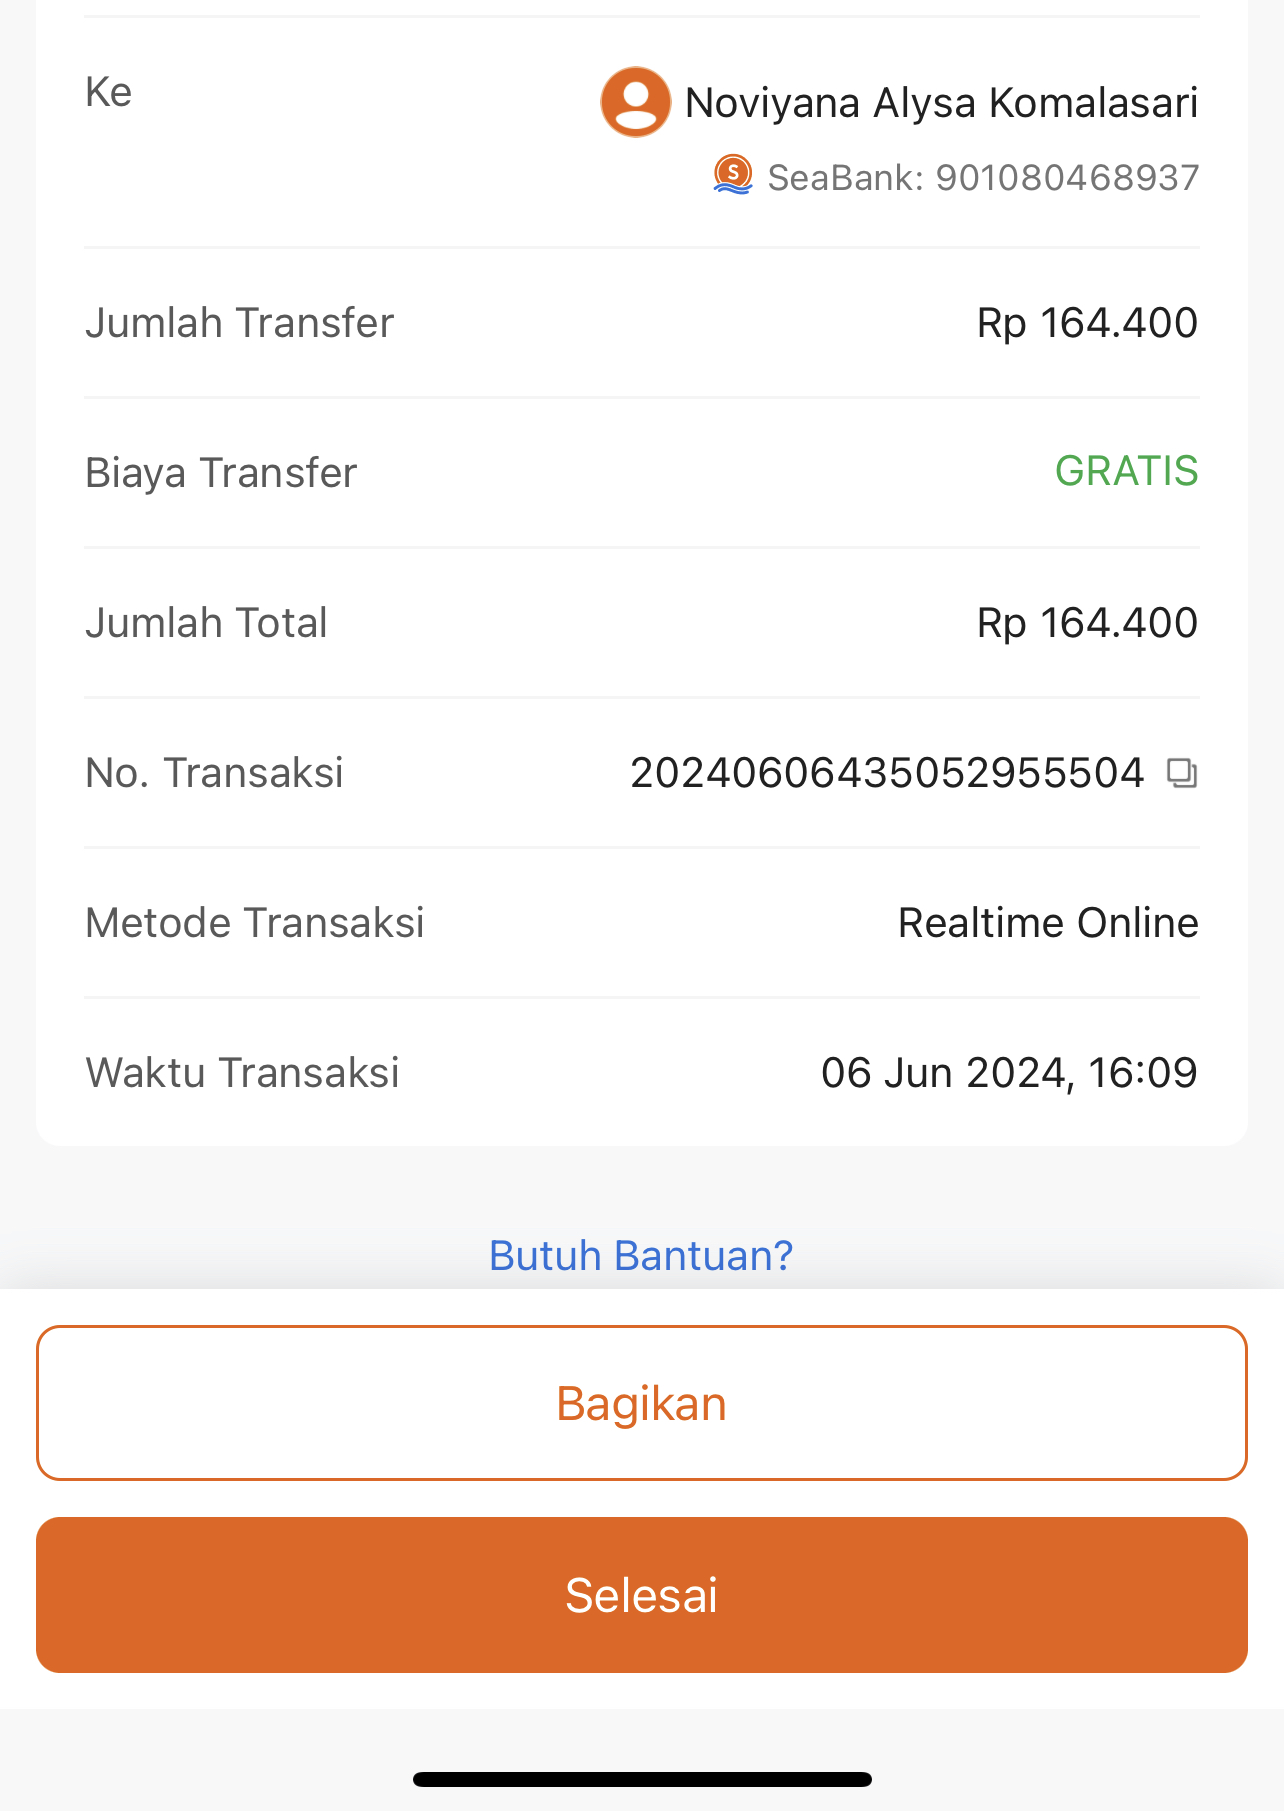 Ke
Noviyana Alysa Komalasari
SeaBank: 901080468937
Jumlah Transfer Rp 164.400
Biaya Transfer GRATIS
Jumlah Total Rp 164.400
No. Transaksi 20240606435052955504
Metode Transaksi Realtime Online
Waktu Transaksi 06 Jun 2024, 16:09
Butuh Bantuan?
Bagikan
Selesai